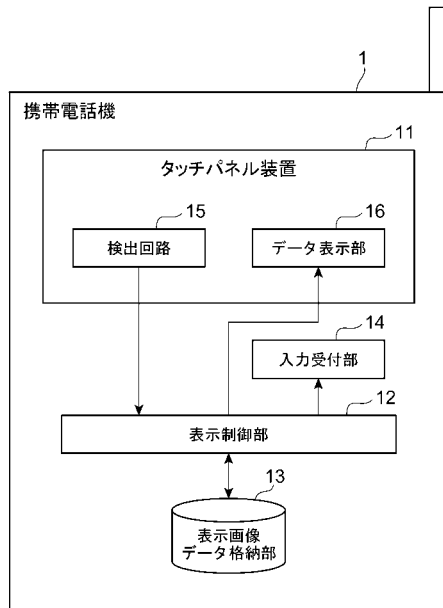 1
携帯電話機
11
タッチパネル装置
15
16
検出回路
データ表示部
14
入力受付部
12
表示制御部
13
表示画像
データ格納部